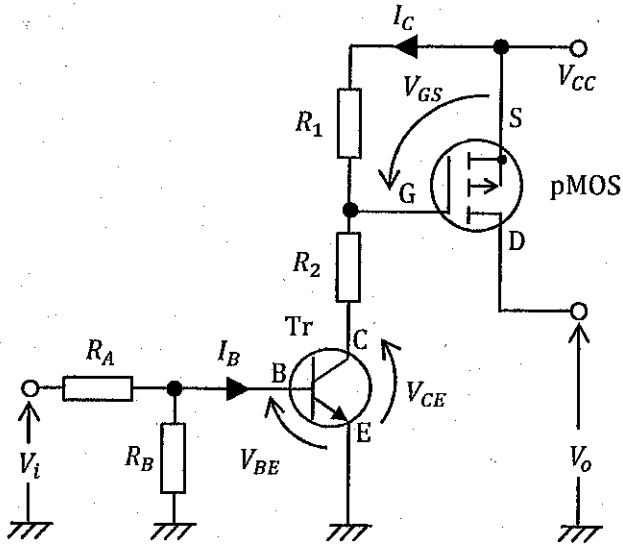 I_C
V_CC
V_GS
S
R_1
G
pMOS
D
R_2
Tr
C
R_A
I_B
B
V_CE
E
V_i
R_B
V_BE
V_o